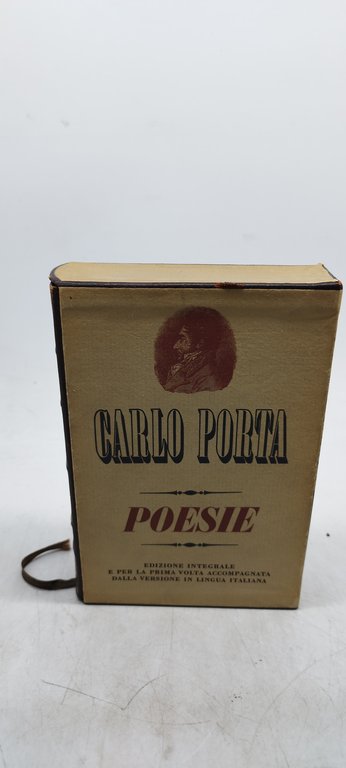 CARLO PORTA
POESIE
EDIZIONE INTEGRALE
E PER LA PRIMA VOLTA ACCOMPAGNATA
DALLA VERSIONE IN LINGUA ITALIANA